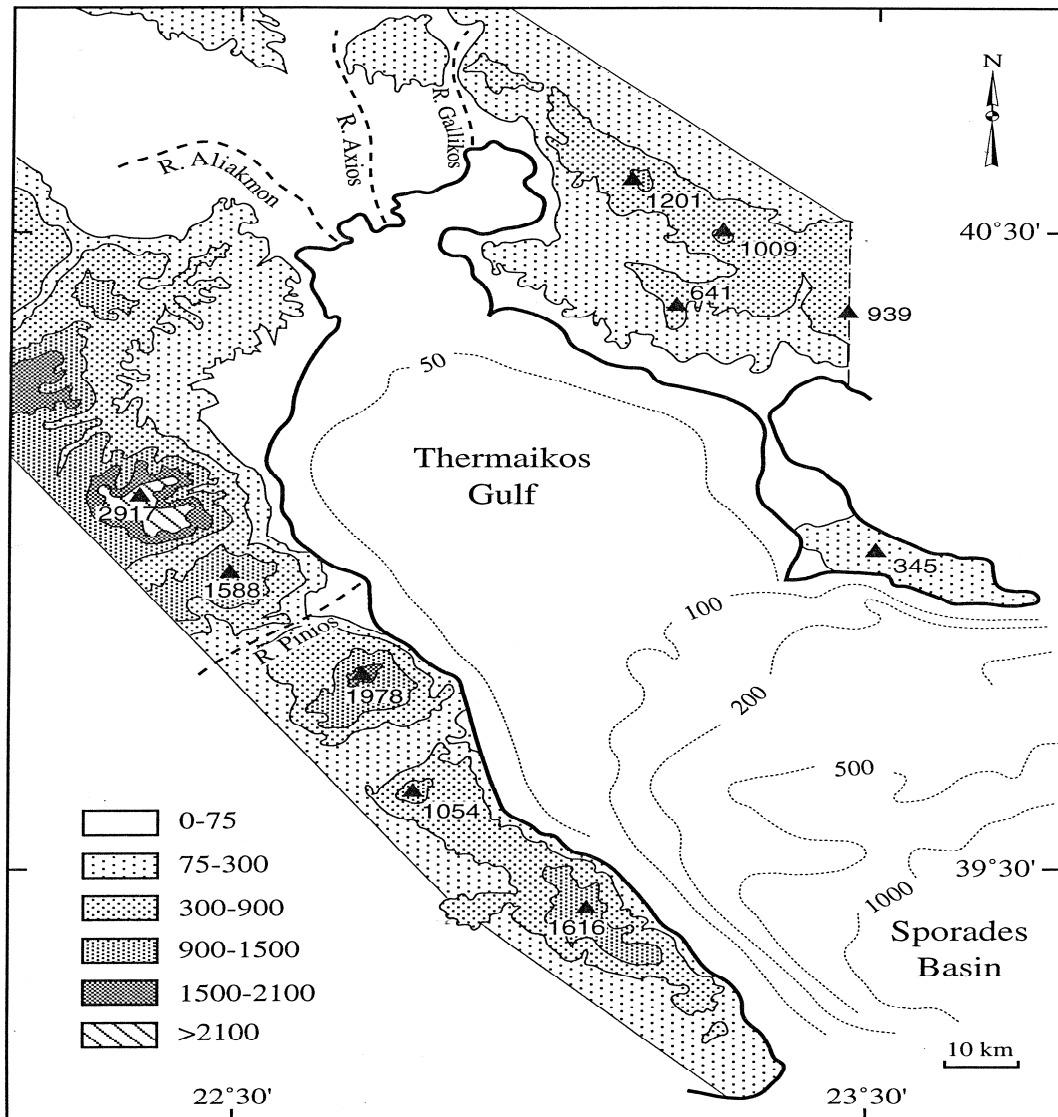 N
R. Gallikos
R. Axios
R. Aliakmon
1201
40°30'
1009
641
939
50
Thermaikos
Gulf
2917
345
1588
100
R. Pinios
1978
200
500
1054
0-75
75-300
39°30'
300-900
1000
1616
Sporades
Basin
900-1500
1500-2100
>2100
10 km
22°30'
23°30'